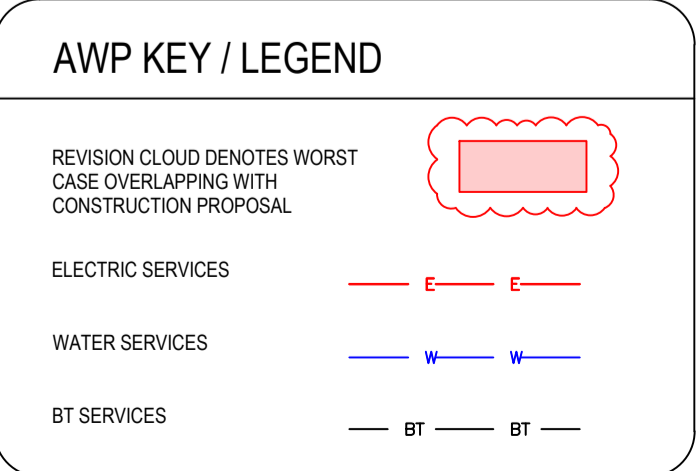 AWP KEY / LEGEND
REVISION CLOUD DENOTES WORST
CASE OVERLAPPING WITH
CONSTRUCTION PROPOSAL
ELECTRIC SERVICES
E E
WATER SERVICES
W W
BT SERVICES
BT BT